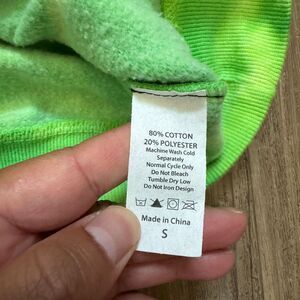 80% COTTON
20% POLYESTER
Machine Wash Cold
Separately
Normal Cycle Only
Do Not Bleach
Tumble Dry Low
Do Not Iron Design
Made in China
S